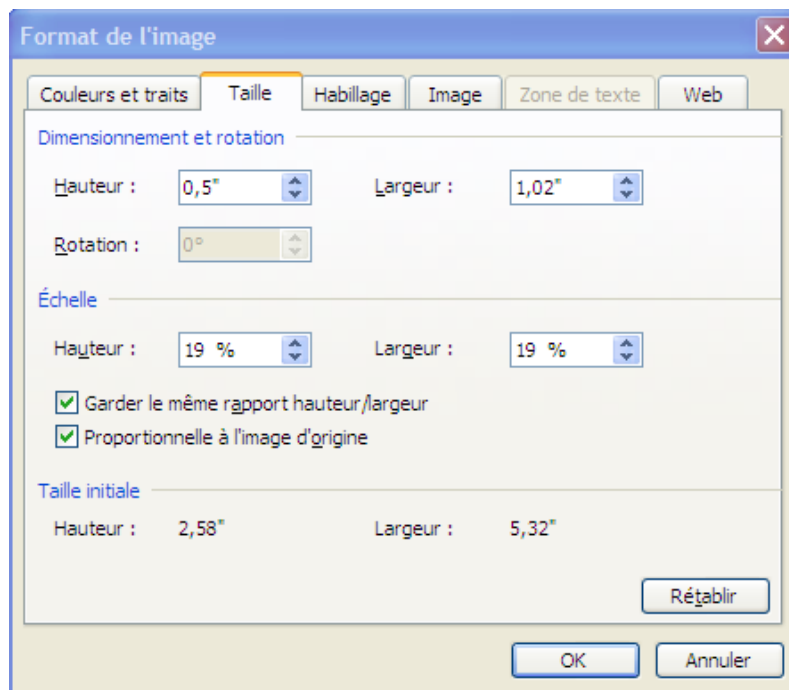 Format de l'image
Couleurs et traits Taille Habillage Image Zone de texte Web
Dimensionnement et rotation
Hauteur : 0,5" Largeur : 1,02"
Rotation : 0°
Échelle
Hauteur : 19 % Largeur : 19 %
Garder le même rapport hauteur/largeur
Proportionnelle à l'image d'origine
Taille initiale
Hauteur : 2,58" Largeur : 5,32"
Rétablir
OK Annuler